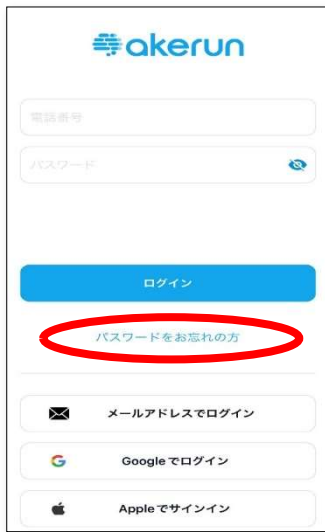 akerun
電話番号
パスワード
ログイン
パスワードをお忘れの方
メールアドレスでログイン
Googleでログイン
Appleでサインイン